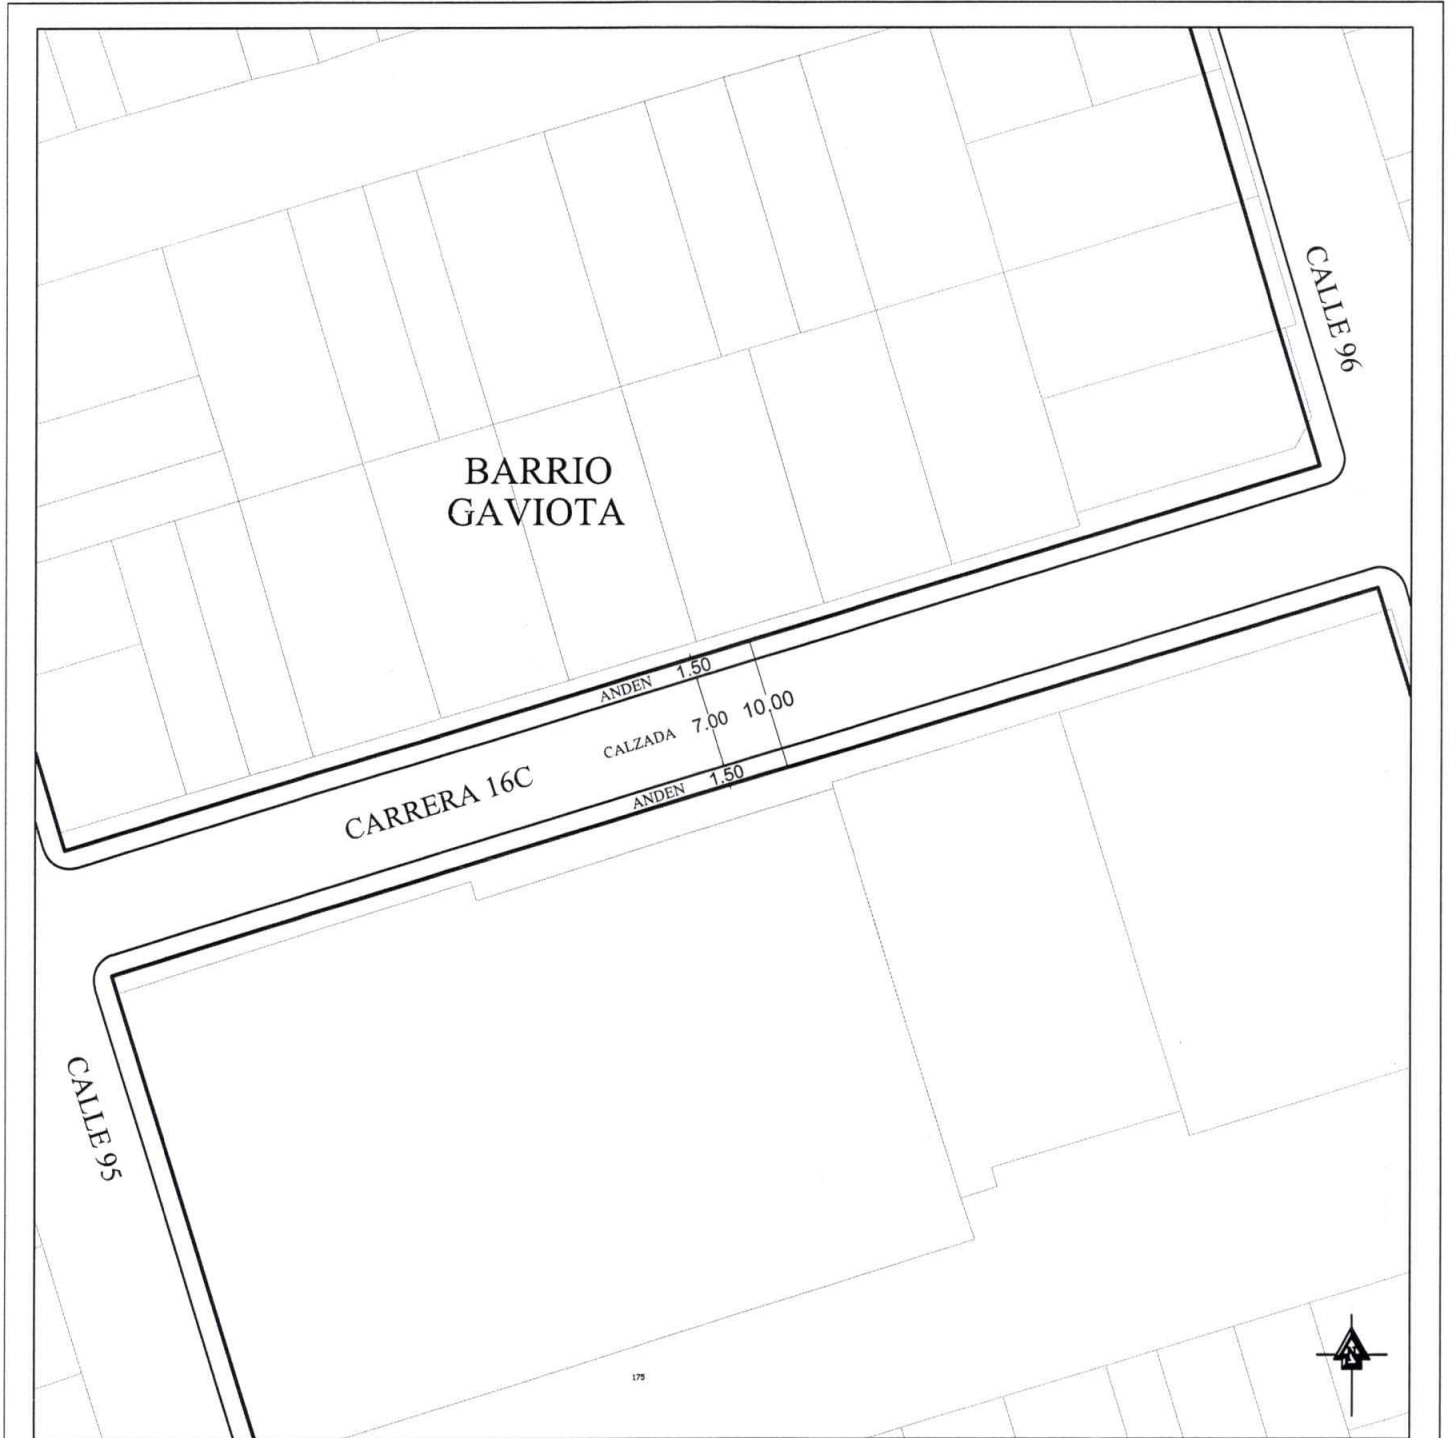 CALLE 96
BARRIO
GAVIOTA
ANDEN 1.50
CALZADA 7.00 10.00
ANDEN 1.50
CARRERA 16C
CALLE 95
N
175